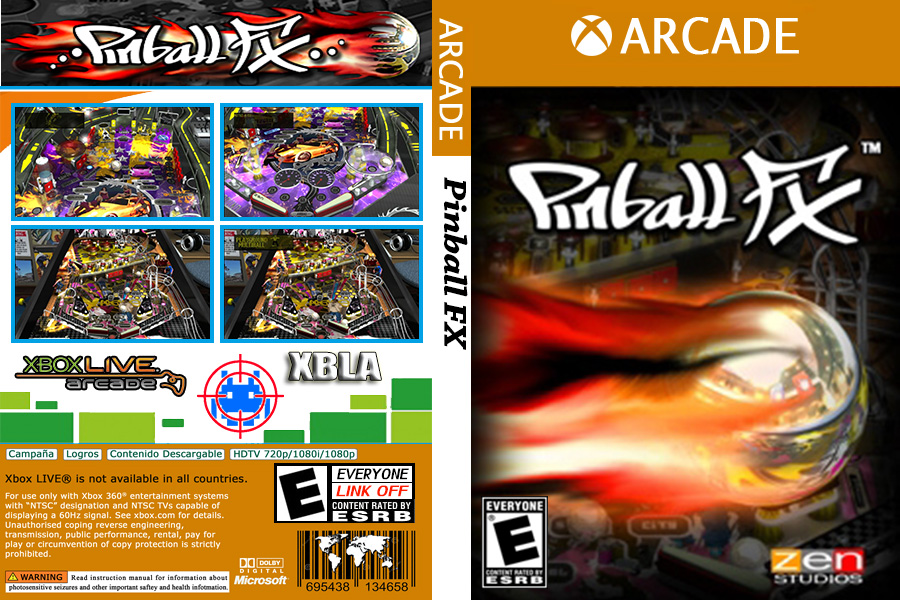 Pinball FX
PLAYGROUND
MULTIBALL
XBOX LIVE.
arcade
XBLA
Campaña
Logros
Contenido Descargable
HDTV 720p/1080i/1080p
Xbox LIVE® is not available in all countries.
For use only with Xbox 360® entertainment systems
with "NTSC" designation and NTSC TVs capable of
displaying a 60Hz signal. See xbox.com for details.
Unauthorised coping reverse engineering,
transmission, public performance, rental, pay for
play or circumvention of copy protection is strictly
prohibited.
WARNING Read instruction manual for information about
photosensitive seizures and other important saftey and health infotmation.
E
EVERYONE
LINK OFF
CONTENT RATED BY
ESRB
DOLBY
DIGITAL
Microsoft
695438 134658
ARCADE
Pinball FX
ARCADE
Pinball FX™
EVERYONE
E
CONTENT RATED BY
ESRB
zen
STUDIOS